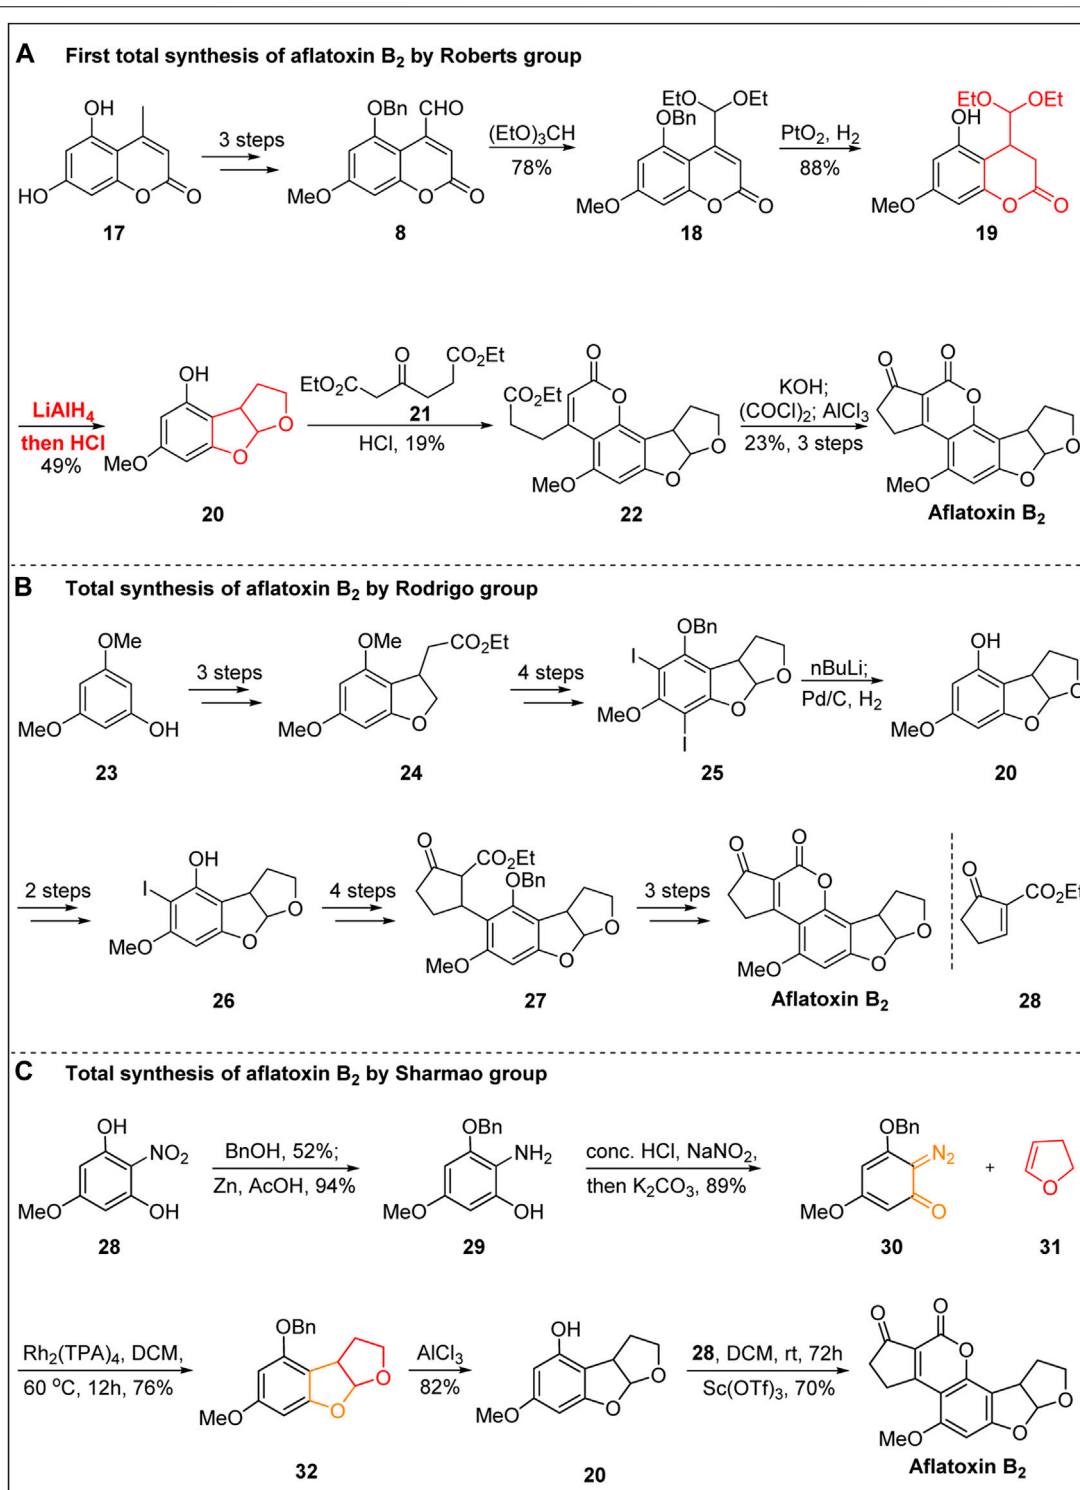 A First total synthesis of aflatoxin B₂ by Roberts group
OH
HO
O
O
17
3 steps
OBn
CHO
MeO
O
O
8
(EtO)₃CH
78%
EtO
OEt
OBn
MeO
O
O
18
PtO₂, H₂
88%
EtO
OEt
OH
MeO
O
O
19
LiAlH₄
then HCl
49%
OH
MeO
O
O
20
O
CO₂Et
EtO₂C
21
HCl, 19%
O
CO₂Et
O
MeO
O
O
22
KOH;
(COCl)₂; AlCl₃
23%, 3 steps
O
O
O
MeO
O
O
Aflatoxin B₂
B Total synthesis of aflatoxin B₂ by Rodrigo group
OMe
MeO
OH
23
3 steps
OMe
CO₂Et
MeO
O
24
4 steps
OBn
I
MeO
O
O
I
25
nBuLi;
Pd/C, H₂
OH
MeO
O
O
20
2 steps
OH
I
MeO
O
O
26
4 steps
O
CO₂Et
OBn
MeO
O
O
27
3 steps
O
O
O
MeO
O
O
Aflatoxin B₂
O
CO₂Et
28
C Total synthesis of aflatoxin B₂ by Sharmao group
OH
NO₂
MeO
OH
28
BnOH, 52%;
Zn, AcOH, 94%
OBn
NH₂
MeO
OH
29
conc. HCl, NaNO₂,
then K₂CO₃, 89%
OBn
N₂
MeO
O
30
+
O
31
Rh₂(TPA)₄, DCM,
60 °C, 12h, 76%
OBn
MeO
O
O
32
AlCl₃
82%
OH
MeO
O
O
20
28, DCM, rt, 72h
Sc(OTf)₃, 70%
O
O
O
MeO
O
O
Aflatoxin B₂